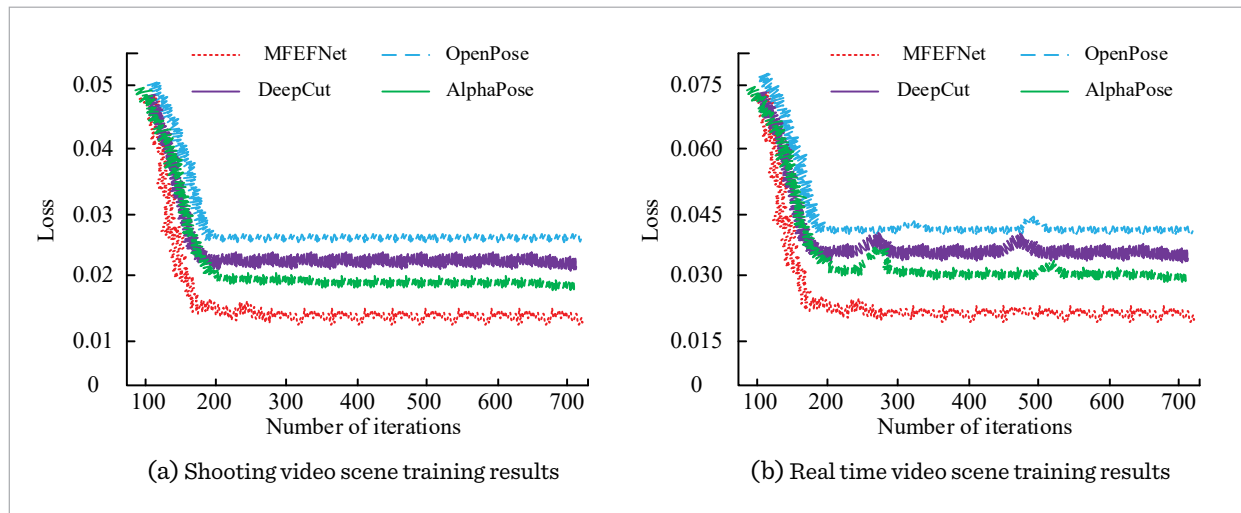 MFEFNet
OpenPose
DeepCut
AlphaPose
Loss
0.05
0.04
0.03
0.02
0.01
0
100 200 300 400 500 600 700
Number of iterations
(a) Shooting video scene training results
MFEFNet
OpenPose
DeepCut
AlphaPose
Loss
0.075
0.060
0.045
0.030
0.015
0
100 200 300 400 500 600 700
Number of iterations
(b) Real time video scene training results